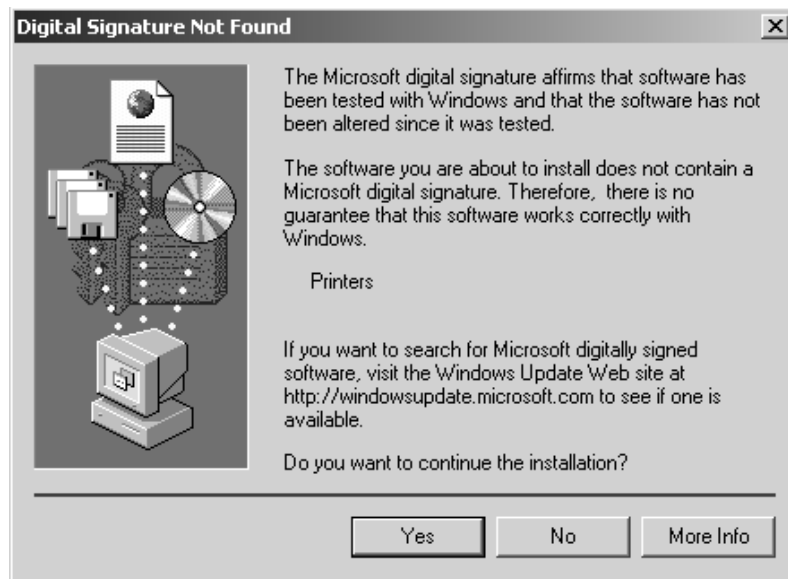 Digital Signature Not Found
The Microsoft digital signature affirms that software has
been tested with Windows and that the software has not
been altered since it was tested.
The software you are about to install does not contain a
Microsoft digital signature. Therefore,  there is no
guarantee that this software works correctly with
Windows.
Printers
If you want to search for Microsoft digitally signed
software, visit the Windows Update Web site at
http://windowsupdate.microsoft.com to see if one is
available.
Do you want to continue the installation?
Yes
No
More Info